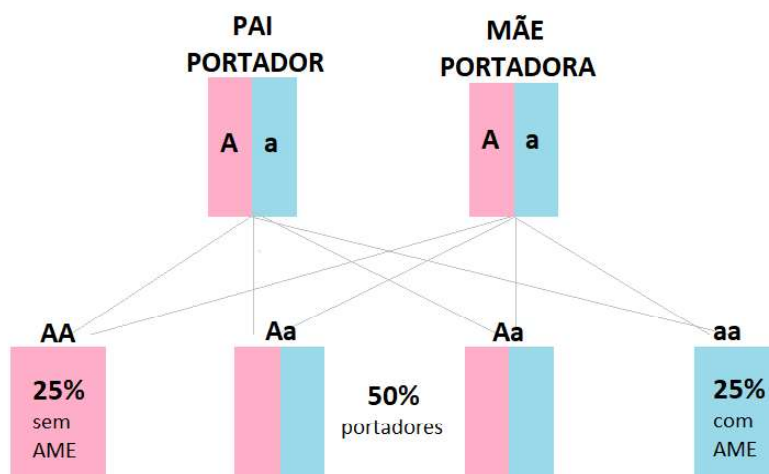 PAI
PORTADOR
MÃE
PORTADORA
A a
A a
AA
Aa
Aa
aa
25%
sem
AME
50%
portadores
25%
com
AME